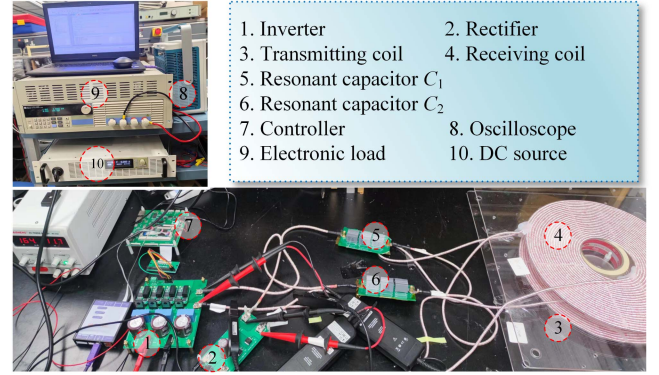 1. Inverter 2. Rectifier
3. Transmitting coil 4. Receiving coil
5. Resonant capacitor C1
6. Resonant capacitor C2
7. Controller 8. Oscilloscope
9. Electronic load 10. DC source
9
8
10
7
5
4
6
3
1
2